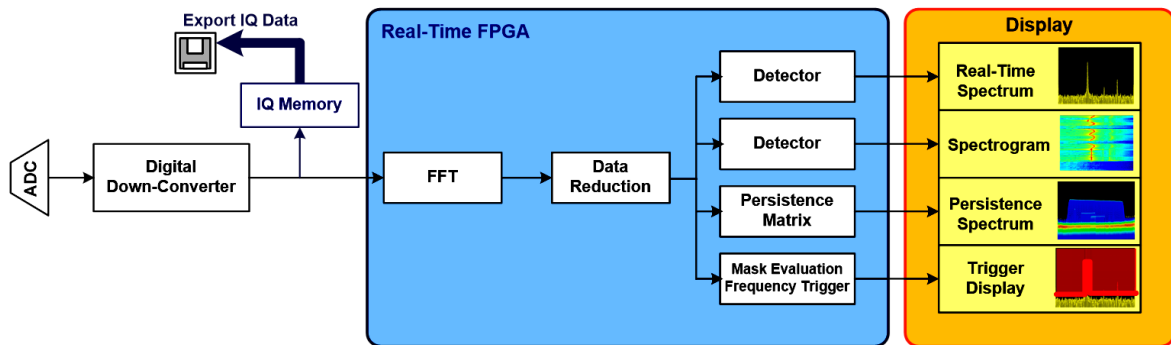 Export IQ Data
Real-Time FPGA
Display
IQ Memory
ADC
Digital
Down-Converter
FFT
Data
Reduction
Detector
Detector
Persistence
Matrix
Mask Evaluation
Frequency Trigger
Real-Time
Spectrum
Spectrogram
Persistence
Spectrum
Trigger
Display